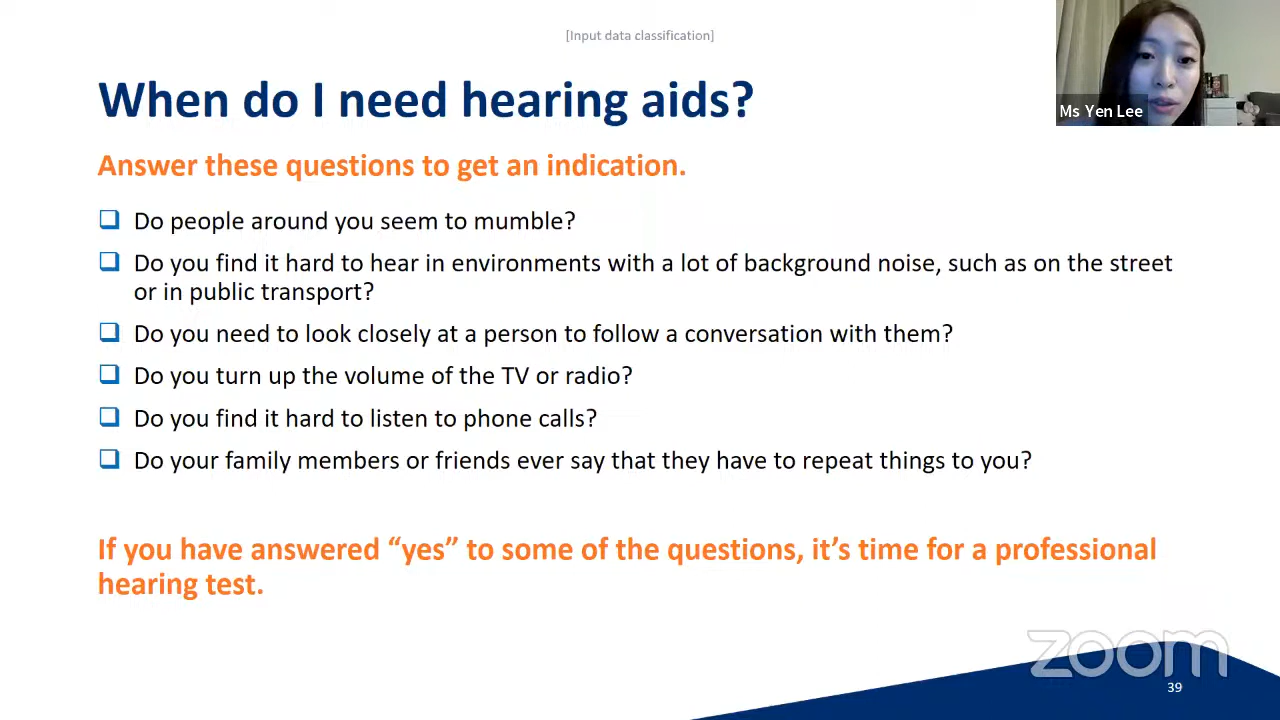 [Input data classification]
Ms Yen Lee
When do I need hearing aids?
Answer these questions to get an indication.
Do people around you seem to mumble?
Do you find it hard to hear in environments with a lot of background noise, such as on the street
or in public transport?
Do you need to look closely at a person to follow a conversation with them?
Do you turn up the volume of the TV or radio?
Do you find it hard to listen to phone calls?
Do your family members or friends ever say that they have to repeat things to you?
If you have answered “yes” to some of the questions, it’s time for a professional
hearing test.
zoom
39